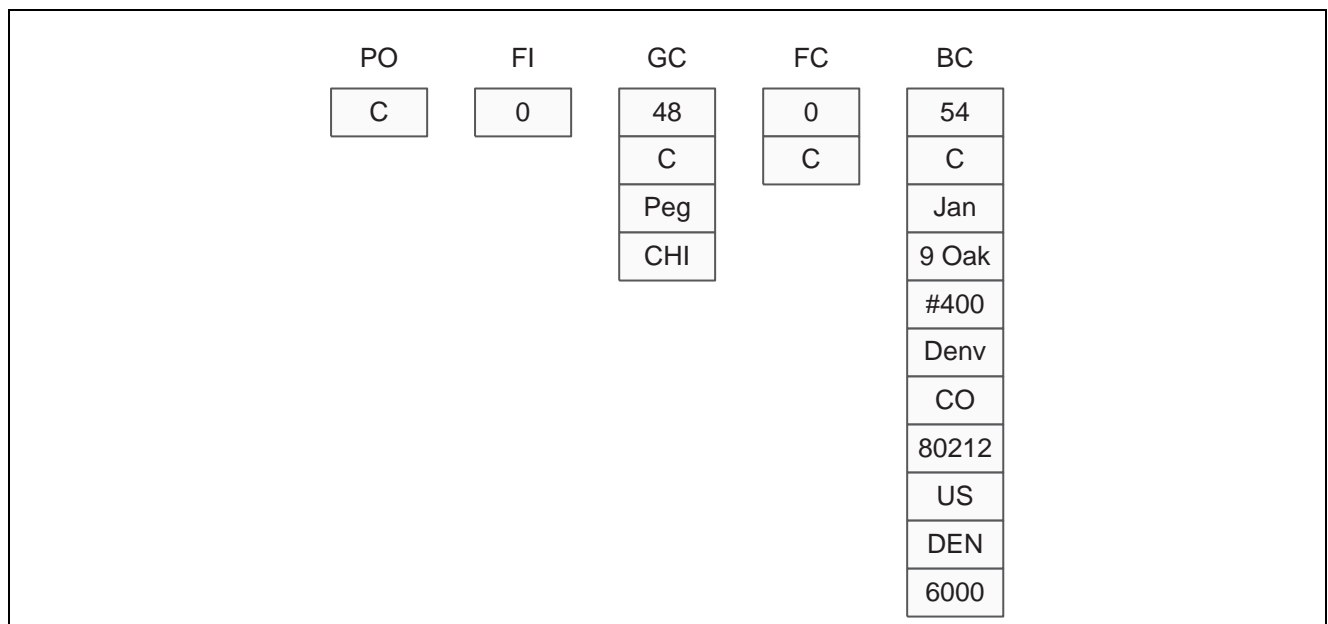 PO FI GC FC BC
C 0 48 0 54
C C C
Peg Jan
CHI 9 Oak
#400
Denv
CO
80212
US
DEN
6000